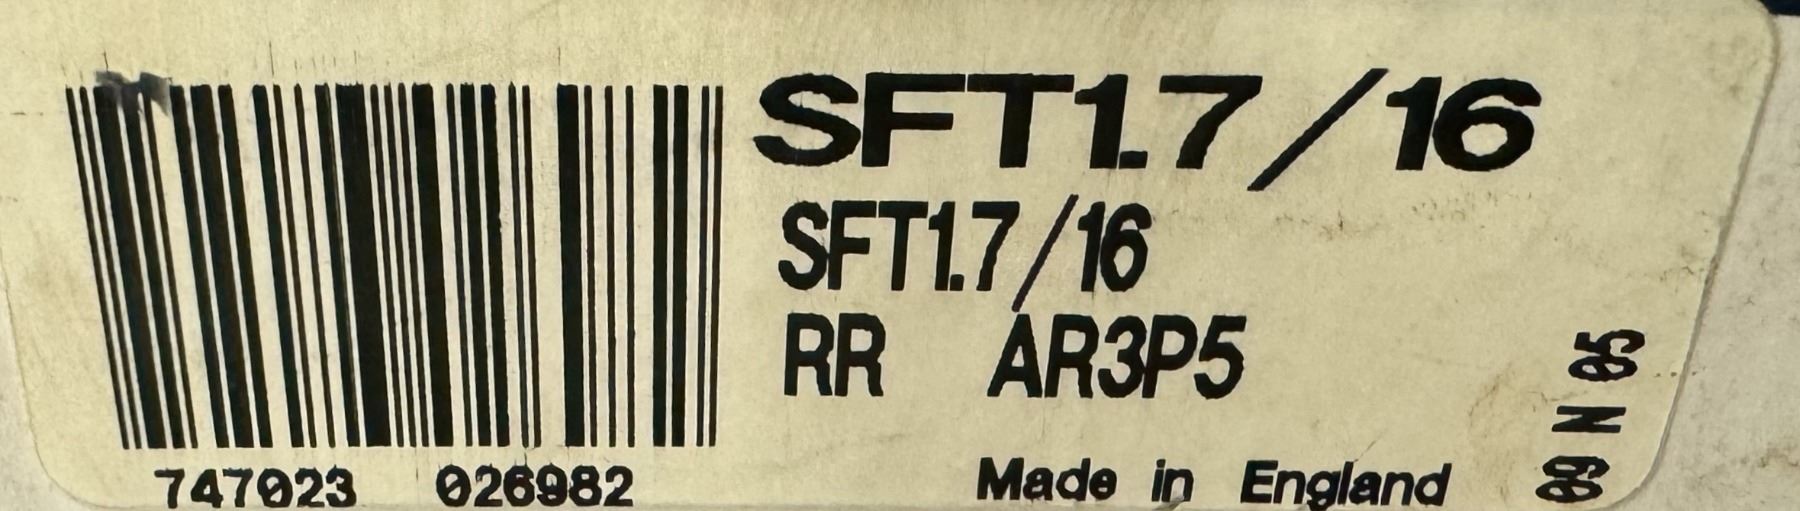 SFT1.7/16
SFT1.7/16
RR AR3P5
Made in England
747023 026982